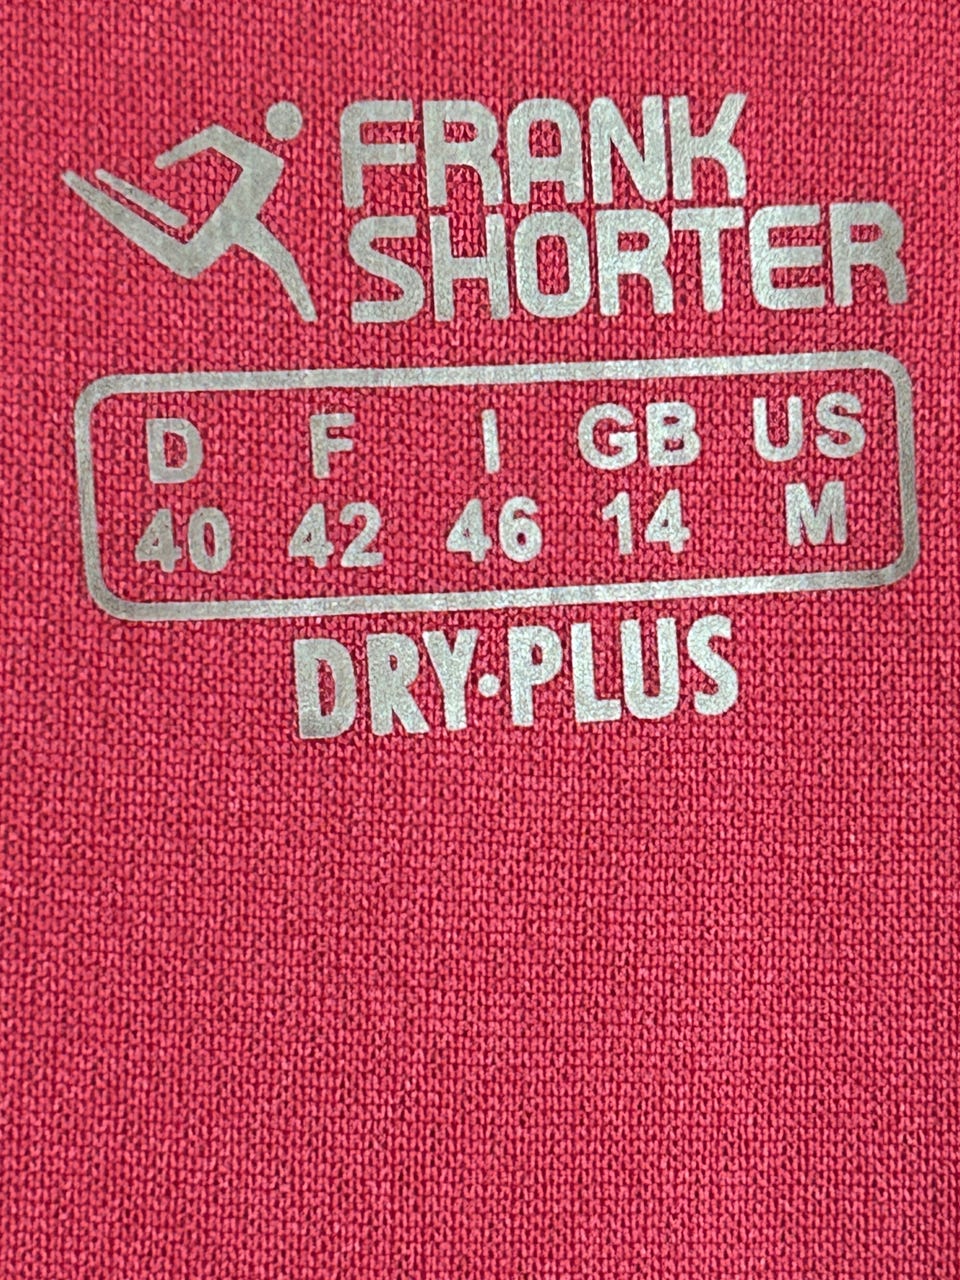 FRANK
SHORTER
D F I GB US
40 42 46 14 M
DRY•PLUS